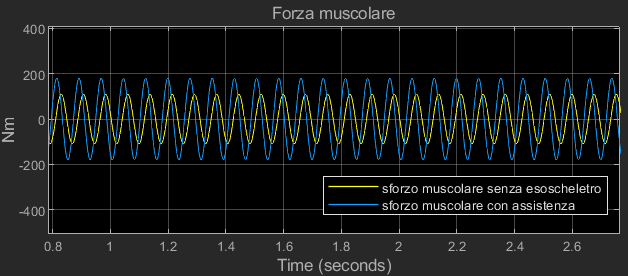 Forza muscolare
400
200
0
-200
-400
Nm
sforzo muscolare senza esoscheletro
sforzo muscolare con assistenza
0.8 1 1.2 1.4 1.6 1.8 2 2.2 2.4 2.6
Time (seconds)